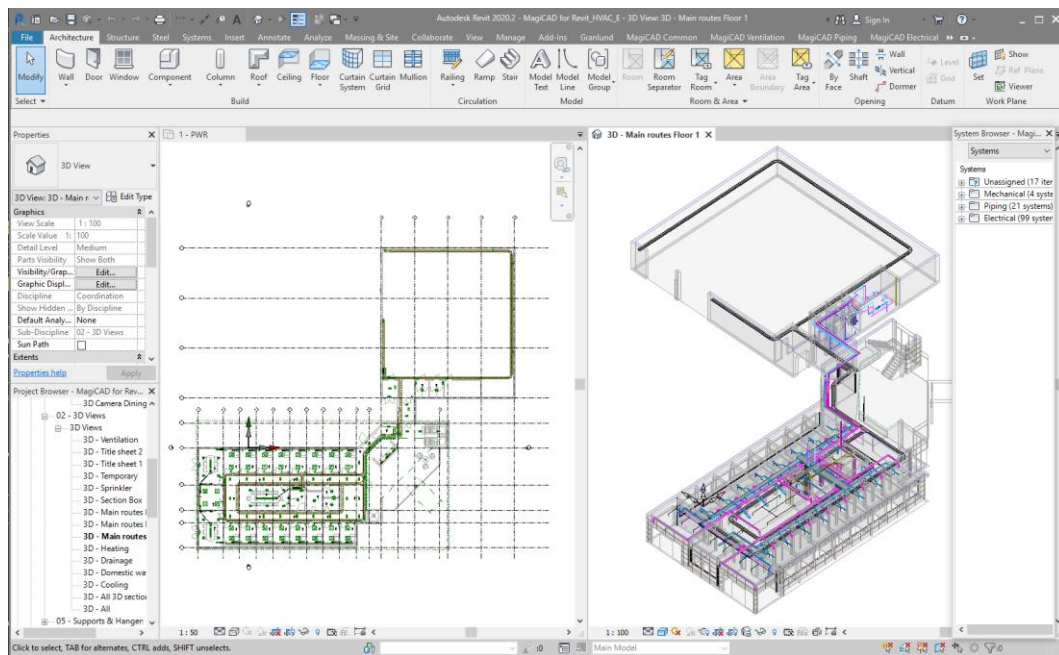 Autodesk Revit 2020.2 - MagiCAD for Revit_HVAC_E - 3D View: 3D - Main routes Floor 1
Sign In
File Architecture Structure Steel Systems Insert Annotate Analyze Massing & Site Collaborate View Manage Add-Ins Granlund MagiCAD Common MagiCAD Ventilation MagiCAD Piping MagiCAD Electrical
Modify Wall Door Window Component Column Roof Ceiling Floor Curtain System Curtain Grid Mullion Railing Ramp Stair Model Text Model Line Model Group Room Room Separator Tag Room Area Area Boundary Tag Area By Face Shaft Wall Vertical Dormer Level Grid Set Show Ref Plane Viewer
Select Build Circulation Model Room & Area Opening Datum Work Plane
Properties X
1 - PWR
3D - Main routes Floor 1 X
System Browser - Magi... X
3D View
Systems
Systems
Unassigned (17 iter
Mechanical (4 syste
Piping (21 systems)
Electrical (99 system
3D View: 3D - Main r Edit Type
Graphics
View Scale 1 : 100
Scale Value 1: 100
Detail Level Medium
Parts Visibility Show Both
Visibility/Grap... Edit...
Graphic Displ... Edit...
Discipline Coordination
Show Hidden ... By Discipline
Default Analy... None
Sub-Discipline 02 - 3D Views
Sun Path
Extents
Properties help Apply
Project Browser - MagiCAD for Rev... X
3D Camera Dining
02 - 3D Views
3D Views
3D - Ventilation
3D - Title sheet 2
3D - Title sheet 1
3D - Temporary
3D - Sprinkler
3D - Section Box
3D - Main routes
3D - Main routes
3D - Main routes
3D - Heating
3D - Drainage
3D - Domestic wa
3D - Cooling
3D - All 3D section
3D - All
05 - Supports & Hanger
1 : 50
1 : 100
Click to select, TAB for alternates, CTRL adds, SHIFT unselects.
:0
Main Model
:0